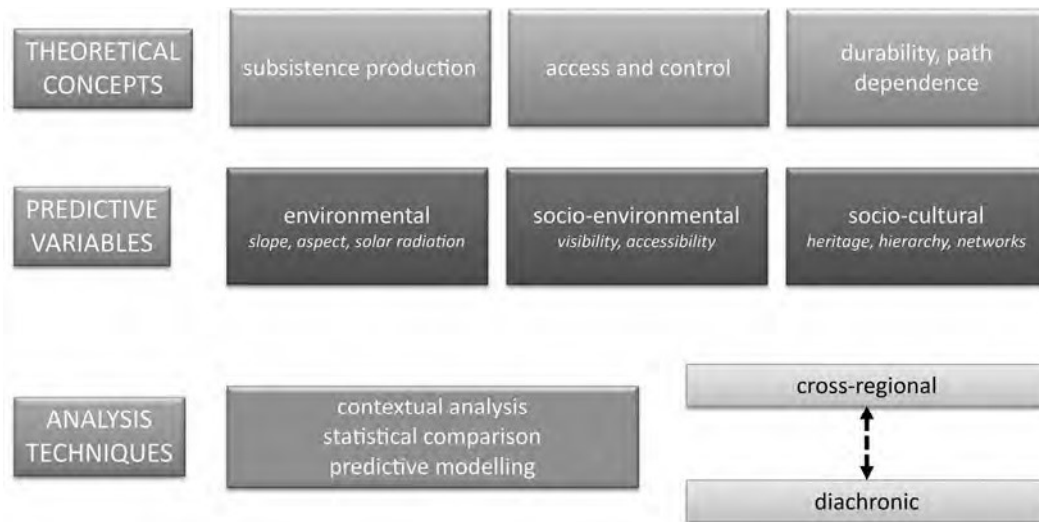 THEORETICAL
CONCEPTS
subsistence production
access and control
durability, path
dependence
PREDICTIVE
VARIABLES
environmental
slope, aspect, solar radiation
socio-environmental
visibility, accessibility
socio-cultural
heritage, hierarchy, networks
ANALYSIS
TECHNIQUES
contextual analysis
statistical comparison
predictive modelling
cross-regional
diachronic